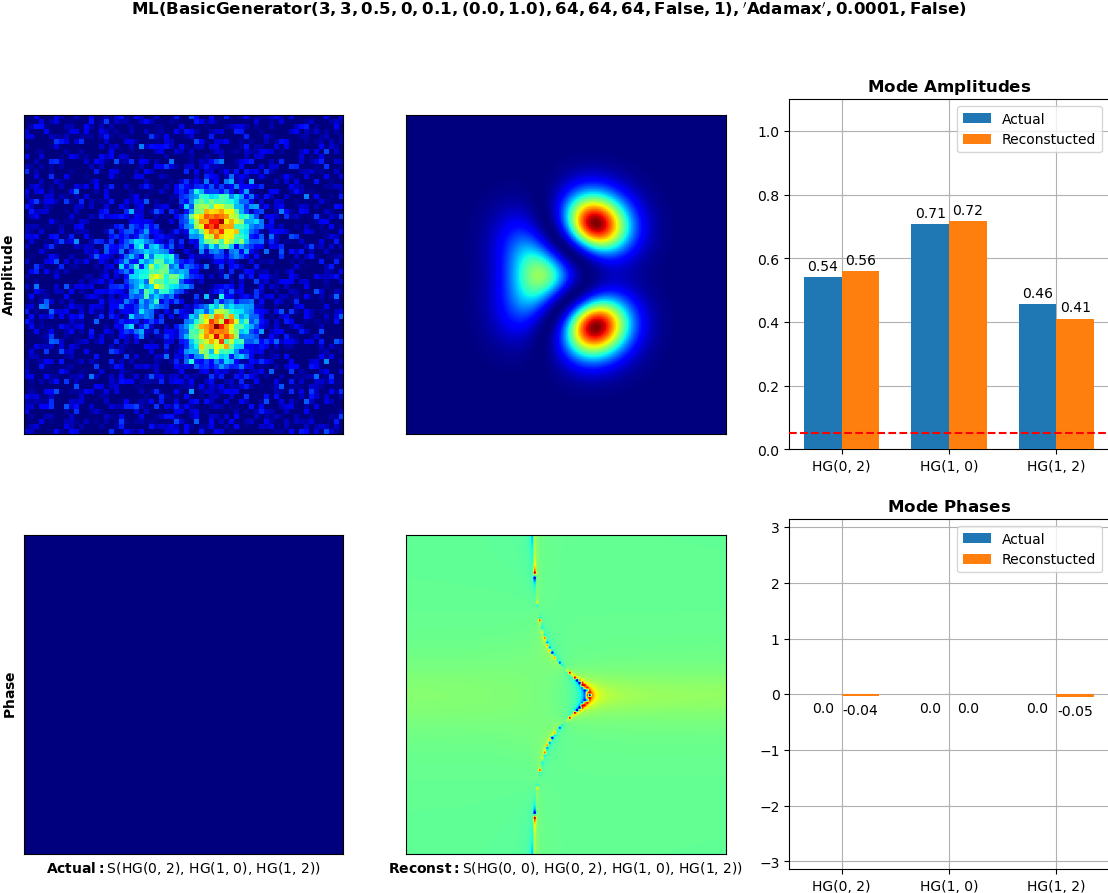 ML(BasicGenerator(3, 3, 0.5, 0, 0.1, (0.0, 1.0), 64, 64, 64, False, 1), ′Adamax′, 0.0001, False)
Amplitude
Mode Amplitudes
Actual
Reconstucted
1.0
0.8
0.6
0.4
0.2
0.0
0.54
0.56
0.71
0.72
0.46
0.41
HG(0, 2)
HG(1, 0)
HG(1, 2)
Phase
Actual: S(HG(0, 2), HG(1, 0), HG(1, 2))
Reconst: S(HG(0, 0), HG(0, 2), HG(1, 0), HG(1, 2))
Mode Phases
Actual
Reconstucted
3
2
1
0
−1
−2
−3
0.0
-0.04
0.0
0.0
0.0
-0.05
HG(0, 2)
HG(1, 0)
HG(1, 2)